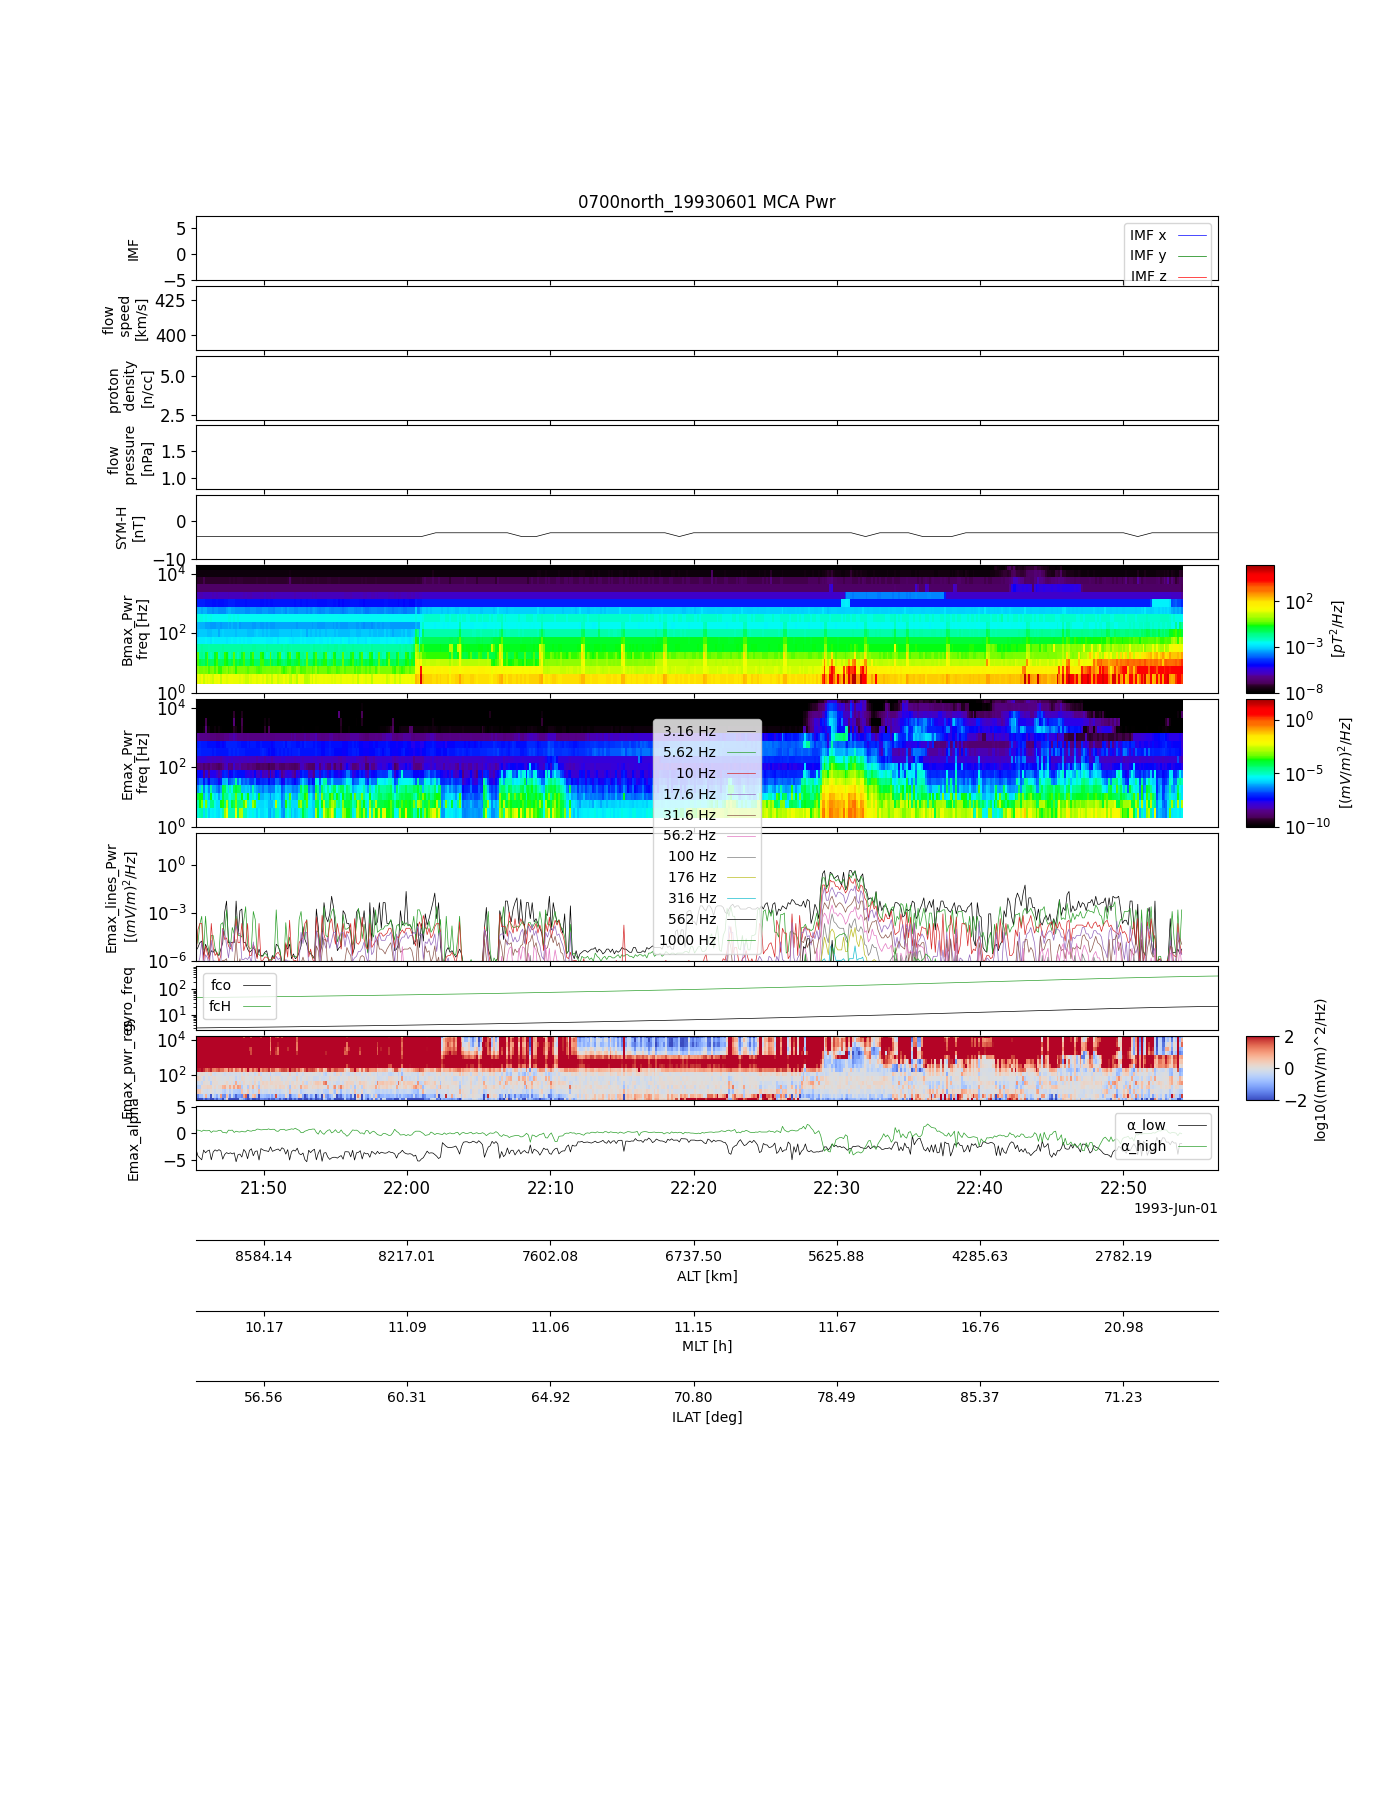 0700north_19930601 MCA Pwr
IMF
5
0
−5
IMF x
IMF y
IMF z
flow
speed
[km/s]
425
400
proton
density
[n/cc]
5.0
2.5
flow
pressure
[nPa]
1.5
1.0
SYM-H
[nT]
0
−10
Bmax_Pwr
freq [Hz]
10^4
10^2
10^0
10^2
10^−3
10^−8
[pT^2/Hz]
Emax_Pwr
freq [Hz]
10^4
10^2
10^0
10^0
10^−5
10^−10
[(mV/m)^2/Hz]
3.16 Hz
5.62 Hz
10 Hz
17.6 Hz
31.6 Hz
56.2 Hz
100 Hz
176 Hz
316 Hz
562 Hz
1000 Hz
Emax_lines_Pwr
[(mV/m)^2/Hz]
10^0
10^−3
10^−6
gyro_freq
10^2
10^1
fco
fcH
Emax_pwr_reg
10^4
10^2
2
0
−2
log10((mV/m)^2/Hz)
Emax_alpha
5
0
−5
α_low
α_high
21:50 22:00 22:10 22:20 22:30 22:40 22:50
1993-Jun-01
8584.14 8217.01 7602.08 6737.50 5625.88 4285.63 2782.19
ALT [km]
10.17 11.09 11.06 11.15 11.67 16.76 20.98
MLT [h]
56.56 60.31 64.92 70.80 78.49 85.37 71.23
ILAT [deg]